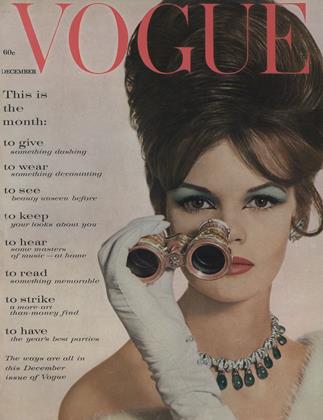 VOGUE
60c
DECEMBER
This is
the
month:
to give
something dashing
to wear
something devastating
to see
beauty unseen before
to keep
your looks about you
to hear
some masters
of music—at home
to read
something memorable
to strike
a more-art
than-money find
to have
the year's best parties
The ways are all in
this December
issue of Vogue